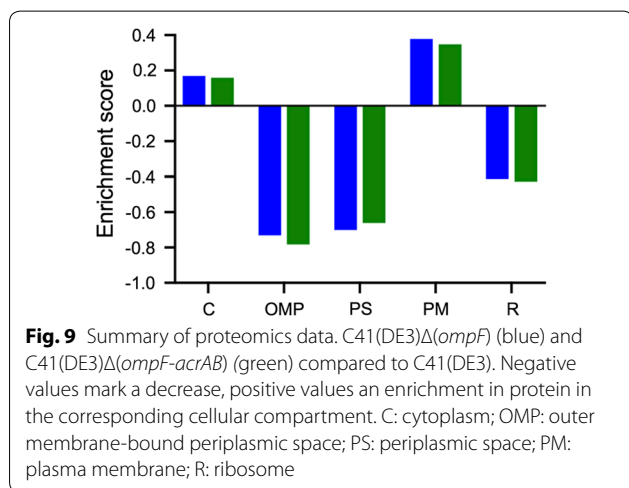 0.4
0.2
0.0
-0.2
-0.4
-0.6
-0.8
-1.0
Enrichment score
C OMP PS PM R
Fig. 9 Summary of proteomics data. C41(DE3)Δ(ompF) (blue) and
C41(DE3)Δ(ompF-acrAB) (green) compared to C41(DE3). Negative
values mark a decrease, positive values an enrichment in protein in
the corresponding cellular compartment. C: cytoplasm; OMP: outer
membrane-bound periplasmic space; PS: periplasmic space; PM:
plasma membrane; R: ribosome